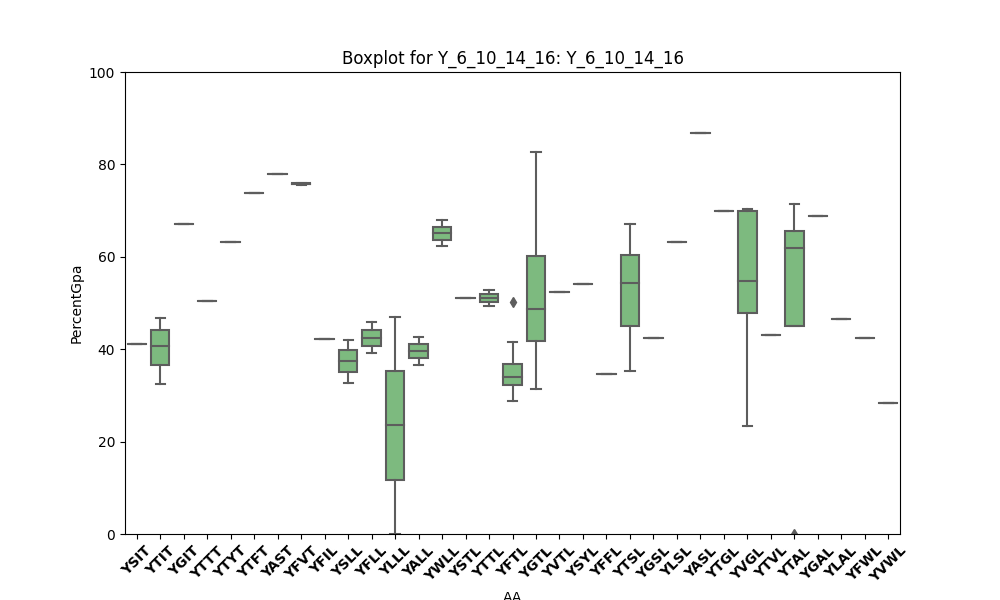 Boxplot for Y_6_10_14_16: Y_6_10_14_16
PercentGpa
100
80
60
40
20
0
YSIT YTIT YGIT YTTT YTYT YTFT YAST YFVT YFIL YSLL YFLL YLLL YALL YWLL YSTL YTTL YFTL YGTL YVTL YSYL YFFL YTSL YGSL YLSL YASL YTGL YVGL YTVL YTAL YGAL YLAL YFWL YVWL
AA